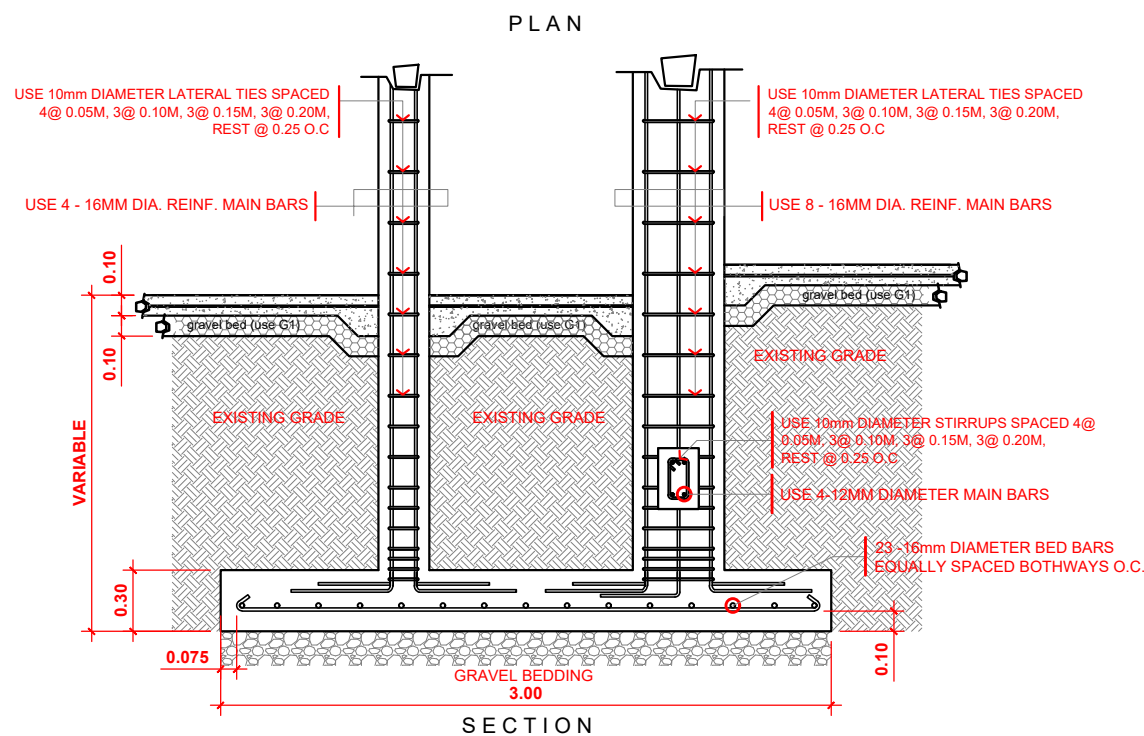 PLAN
USE 10mm DIAMETER LATERAL TIES SPACED
4@ 0.05M, 3@ 0.10M, 3@ 0.15M, 3@ 0.20M,
REST @ 0.25 O.C
USE 10mm DIAMETER LATERAL TIES SPACED
4@ 0.05M, 3@ 0.10M, 3@ 0.15M, 3@ 0.20M,
REST @ 0.25 O.C
USE 4 - 16MM DIA. REINF. MAIN BARS
USE 8 - 16MM DIA. REINF. MAIN BARS
0.10
gravel bed (use G1)
gravel bed (use G1)
gravel bed (use G1)
0.10
EXISTING GRADE
EXISTING GRADE
EXISTING GRADE
VARIABLE
USE 10mm DIAMETER STIRRUPS SPACED 4@
0.05M, 3@ 0.10M, 3@ 0.15M, 3@ 0.20M,
REST @ 0.25 O.C
USE 4-12MM DIAMETER MAIN BARS
23 -16mm DIAMETER BED BARS
EQUALLY SPACED BOTHWAYS O.C.
0.30
0.075
0.10
GRAVEL BEDDING
3.00
SECTION